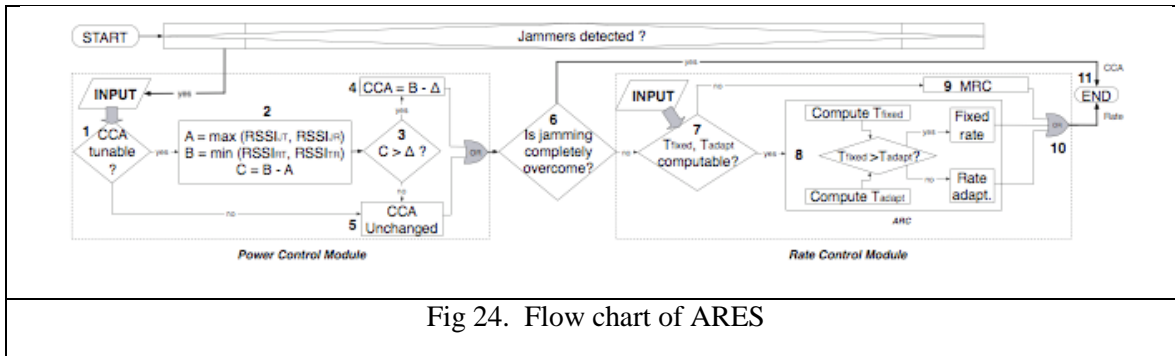 START
Jammers detected ?
yes
INPUT
1 CCA
tunable
?
yes
no
2
A = max (RSSIJT, RSSIJR)
B = min (RSSIRT, RSSITR)
C = B - A
3
C > Δ ?
yes
no
4 CCA = B - Δ
5 CCA
Unchanged
OR
Power Control Module
6
Is jamming
completely
overcome?
yes
no
INPUT
7
Tfixed, Tadapt
computable?
no
yes
8
Compute Tfixed
Tfixed > Tadapt?
Compute Tadapt
yes
no
Fixed
rate
Rate
adapt.
ARC
9 MRC
OR
10
11
END
CCA
Rate
Rate Control Module
Fig 24. Flow chart of ARES